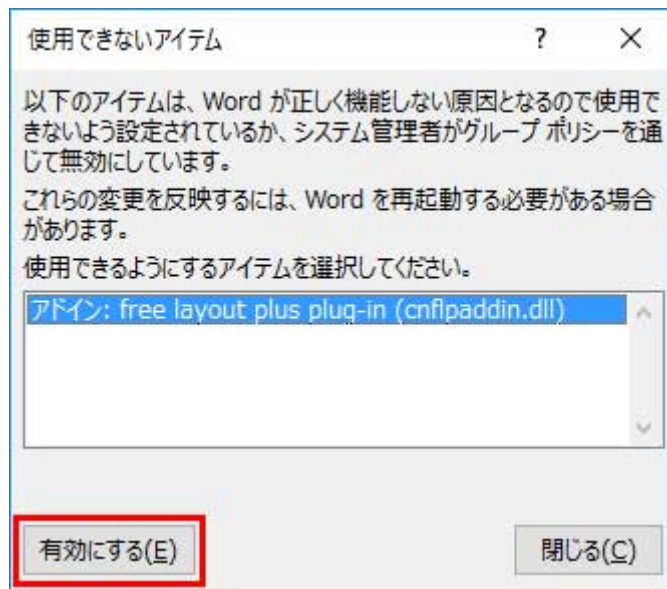 使用できないアイテム ? ×
以下のアイテムは、Word が正しく機能しない原因となるので使用で
きないよう設定されているか、システム管理者がグループ ポリシーを通
じて無効にしています。
これらの変更を反映するには、Word を再起動する必要がある場合
があります。
使用できるようにするアイテムを選択してください。
アドイン: free layout plus plug-in (cnflpaddin.dll)
有効にする(E) 閉じる(C)